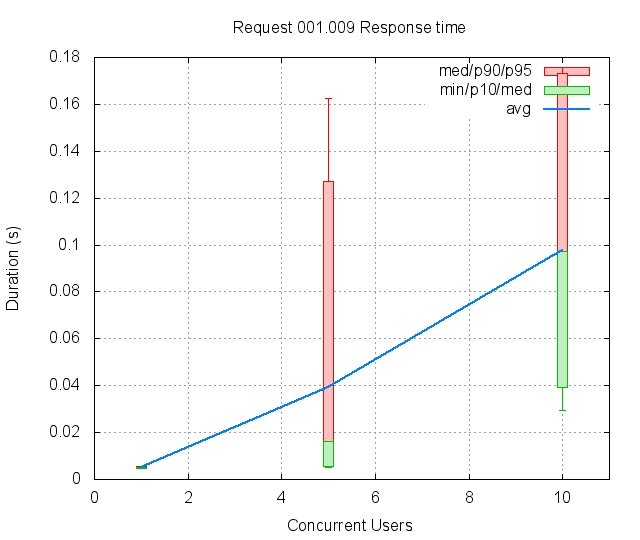 Request 001.009 Response time
med/p90/p95
min/p10/med
avg
0.18
0.16
0.14
0.12
0.1
0.08
0.06
0.04
0.02
0
Duration (s)
0 2 4 6 8 10
Concurrent Users